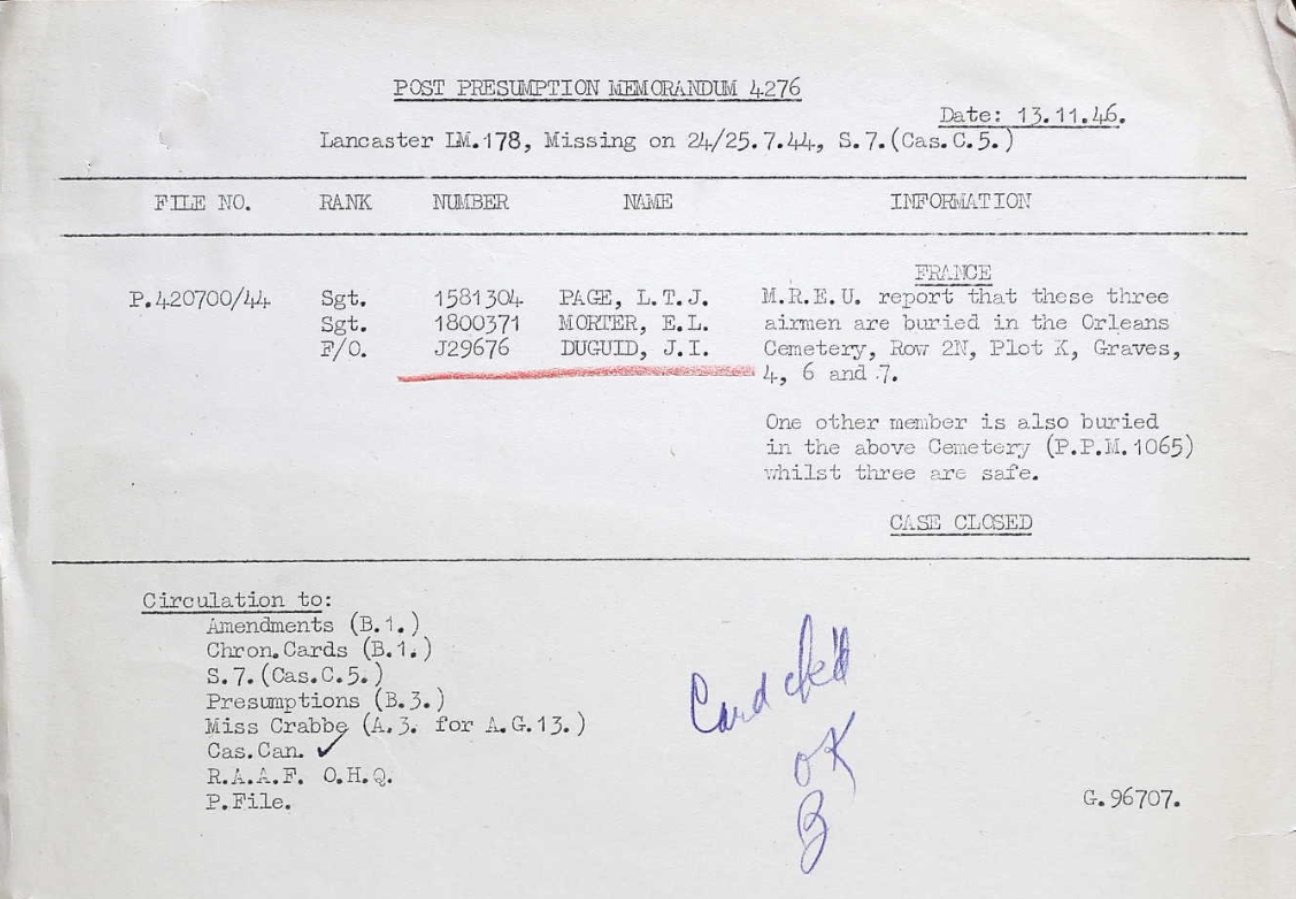 POST PRESUMPTION MEMORANDUM 4276
Date: 13.11.46.
Lancaster LM.178, Missing on 24/25.7.44, S.7.(Cas.C.5.)
FILE NO. RANK NUMBER NAME INFORMATION
FRANCE
P.420700/44 Sgt. 1581304 PAGE, L.T.J. M.R.E.U. report that these three
Sgt. 1800371 MORTER, E.L. airmen are buried in the Orleans
F/O. J29676 DUGUID, J.I. Cemetery, Row 2N, Plot K, Graves,
4, 6 and 7.
One other member is also buried
in the above Cemetery (P.P.M.1065)
whilst three are safe.
CASE CLOSED
Circulation to:
Amendments (B.1.)
Chron.Cards (B.1.)
S.7.(Cas.C.5.)
Presumptions (B.3.)
Miss Crabbe (A.3. for A.G.13.)
Cas.Can. ✓
R.A.A.F. O.H.Q.
P.File.
Card ck'd
OK
B
G.96707.